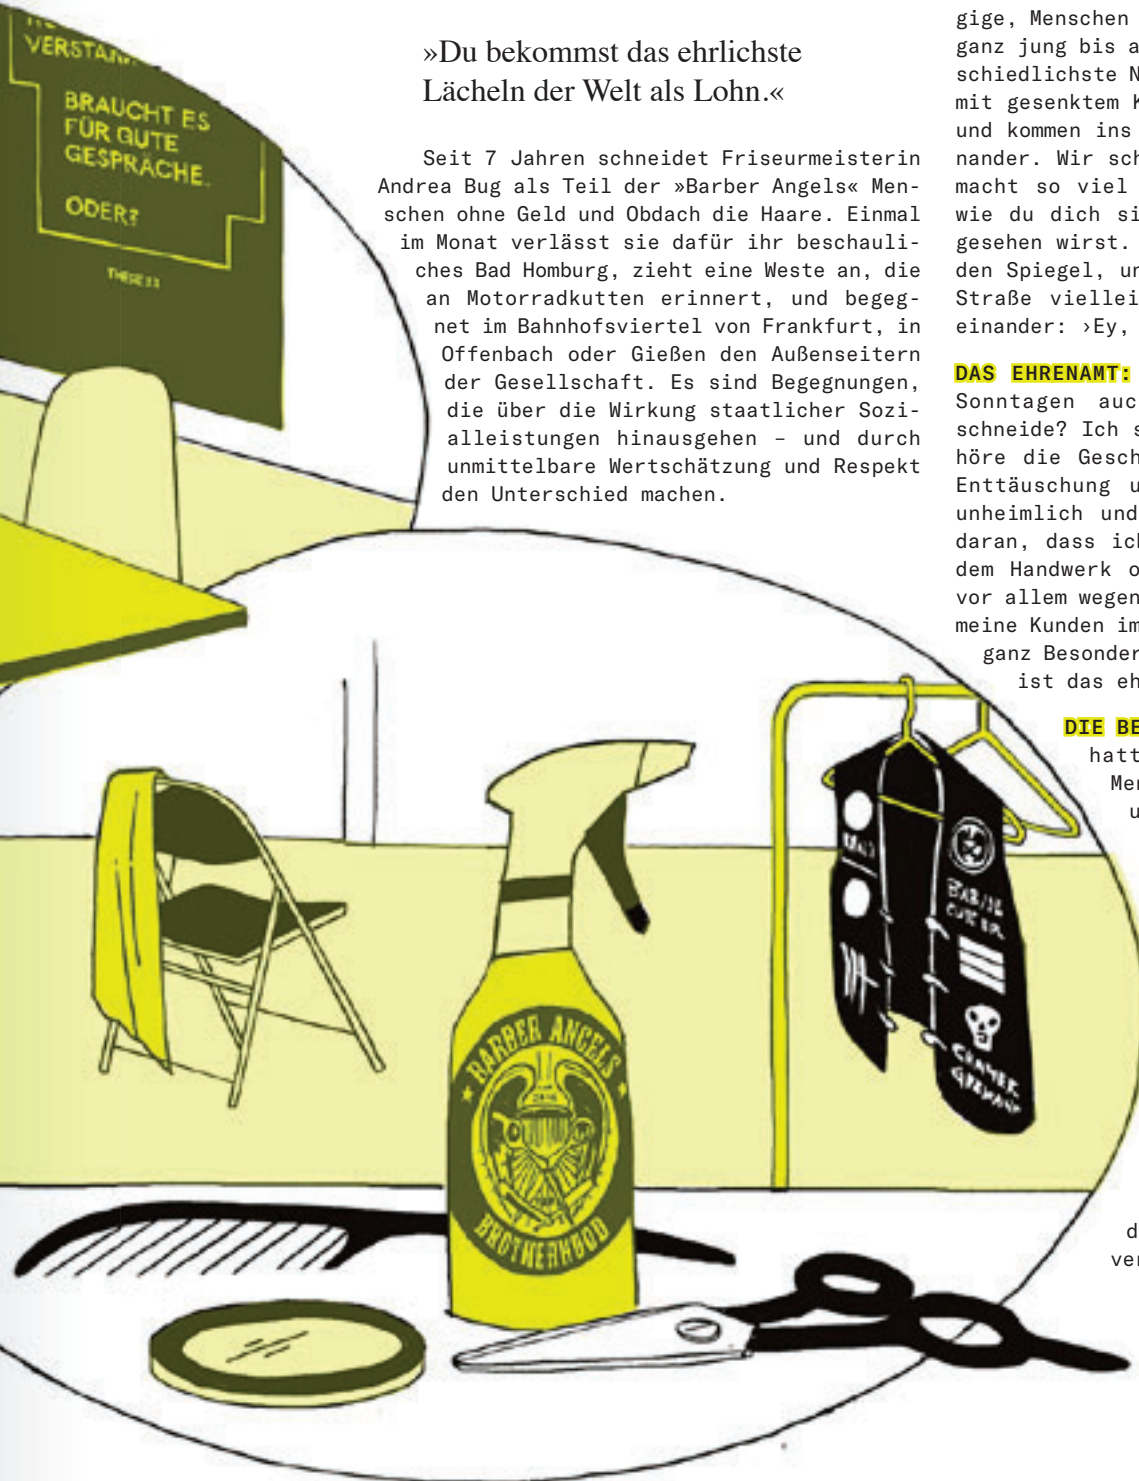 VERSTAN
BRAUCHT ES
FÜR GUTE
GESPRÄCHE.
ODER?
THESE 11
»Du bekommst das ehrlichste
Lächeln der Welt als Lohn.«
Seit 7 Jahren schneidet Friseurmeisterin
Andrea Bug als Teil der »Barber Angels« Men-
schen ohne Geld und Obdach die Haare. Einmal
im Monat verlässt sie dafür ihr beschauli-
ches Bad Homburg, zieht eine Weste an, die
an Motorradkutten erinnert, und begeg-
net im Bahnhofsviertel von Frankfurt, in
Offenbach oder Gießen den Außenseitern
der Gesellschaft. Es sind Begegnungen,
die über die Wirkung staatlicher Sozi-
alleistungen hinausgehen – und durch
unmittelbare Wertschätzung und Respekt
den Unterschied machen.
gige, Menschen
ganz jung bis a
schiedlichste N
mit gesenktem K
und kommen ins
nander. Wir sch
macht so viel
wie du dich si
gesehen wirst.
den Spiegel, un
Straße viellei
einander: ›Ey,
DAS EHRENAMT:
Sonntagen auc
schneide? Ich s
höre die Gesch
Enttäuschung u
unheimlich und
daran, dass ich
dem Handwerk o
vor allem wegen
meine Kunden im
ganz Besonder
ist das eh
DIE BE
hatt
Men
u
d
ver
BARBER ANGELS
BROTHERHOOD
GERMANY